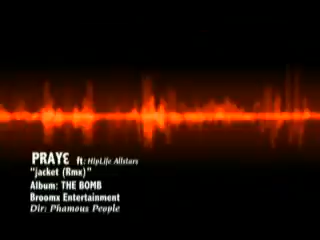 PRAYE ft: HipLife Allstars
"jacket (Rmx)"
Album: THE BOMB
Broomx Entertainment
Dir: Phamous People